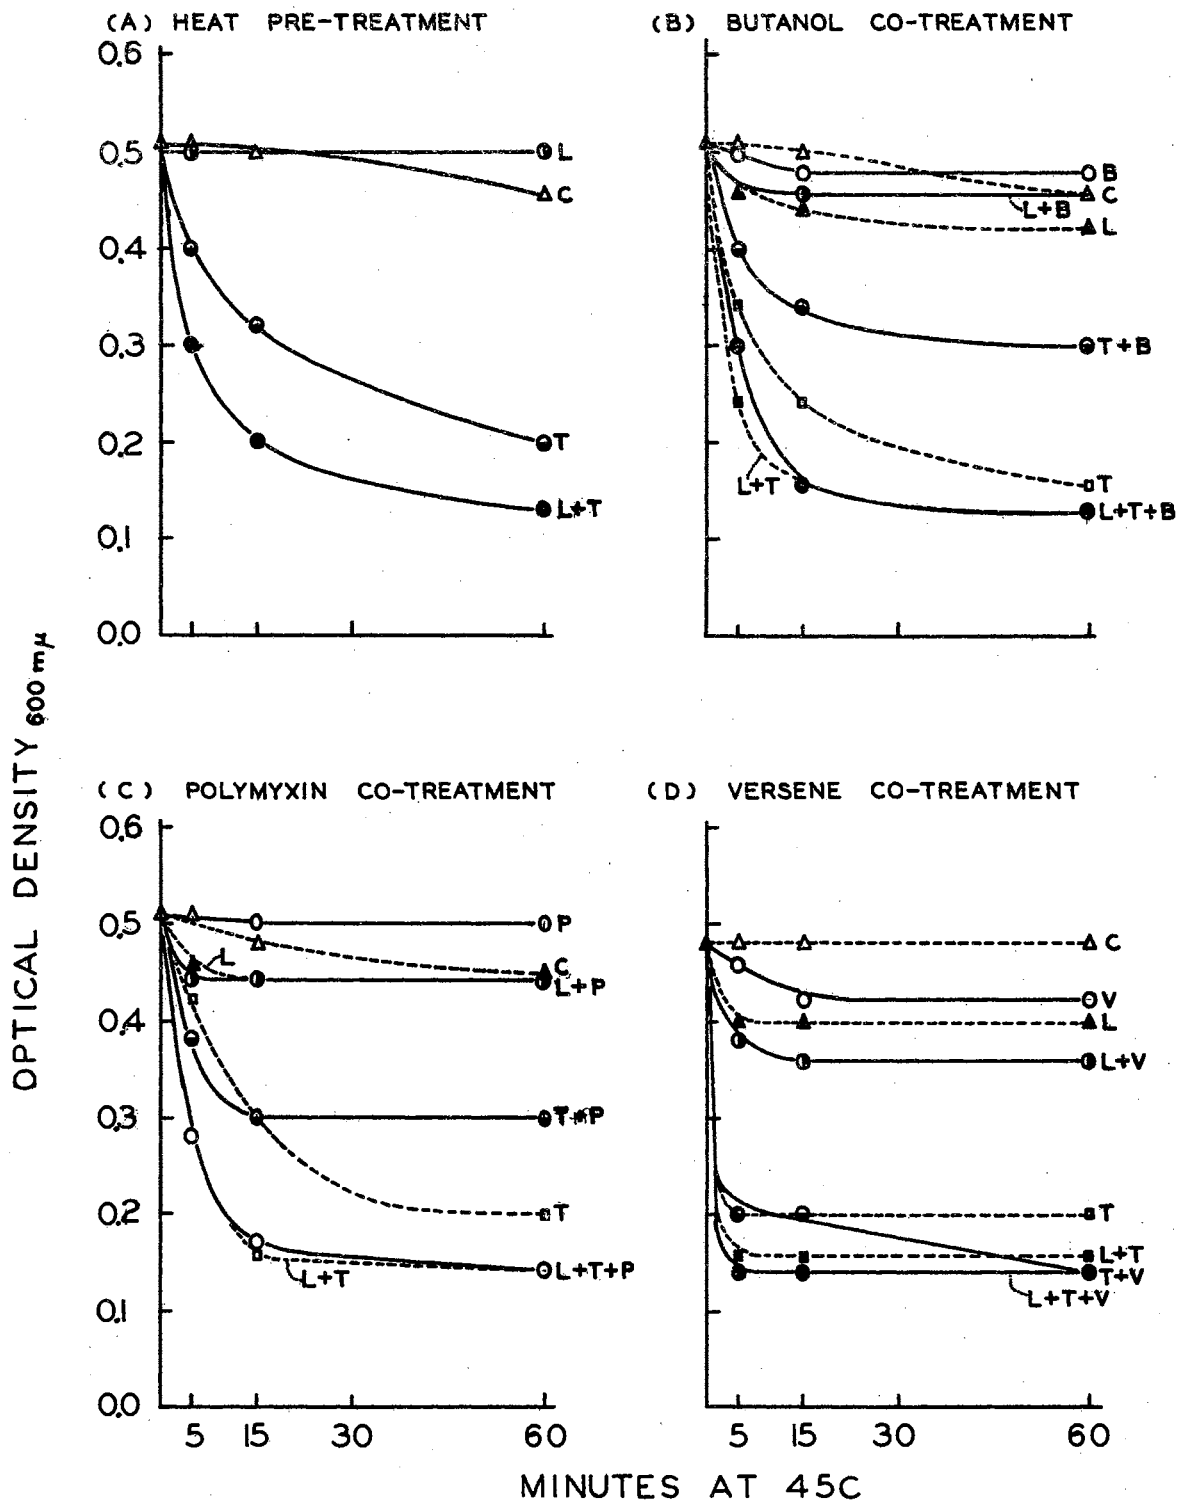 (A) HEAT PRE-TREATMENT
0.6
0.5
0.4
0.3
0.2
0.1
0.0
L
C
T
L+T
(B) BUTANOL CO-TREATMENT
B
C
L+B
L
T+B
T
L+T
L+T+B
OPTICAL DENSITY 600 mμ
(C) POLYMYXIN CO-TREATMENT
0.6
0.5
0.4
0.3
0.2
0.1
0.0
P
L
C
L+P
T+P
T
L+T
L+T+P
5 15 30 60
(D) VERSENE CO-TREATMENT
C
V
L
L+V
T
L+T
T+V
L+T+V
5 15 30 60
MINUTES AT 45C